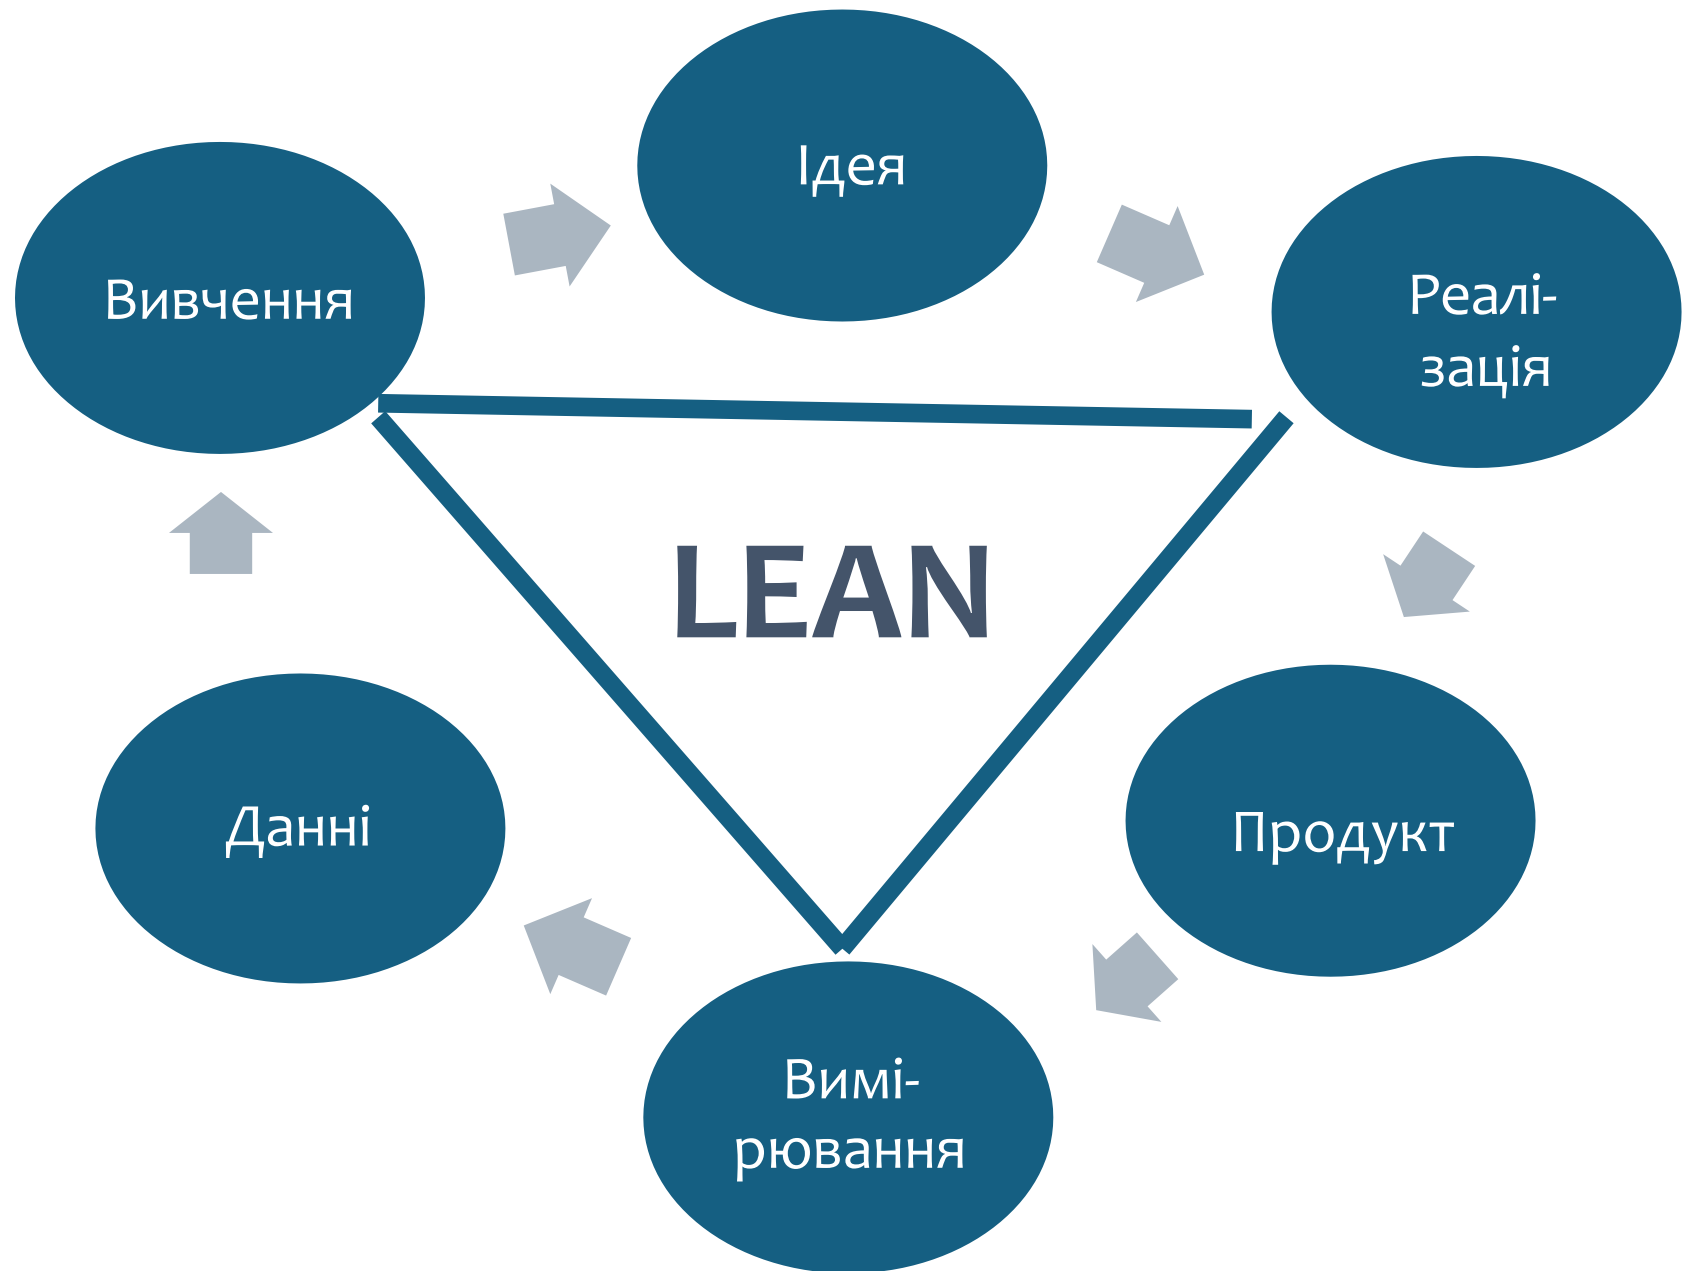 Ідея
Вивчення
Реалі-
зація
LEAN
Данні
Продукт
Вимі-
рювання